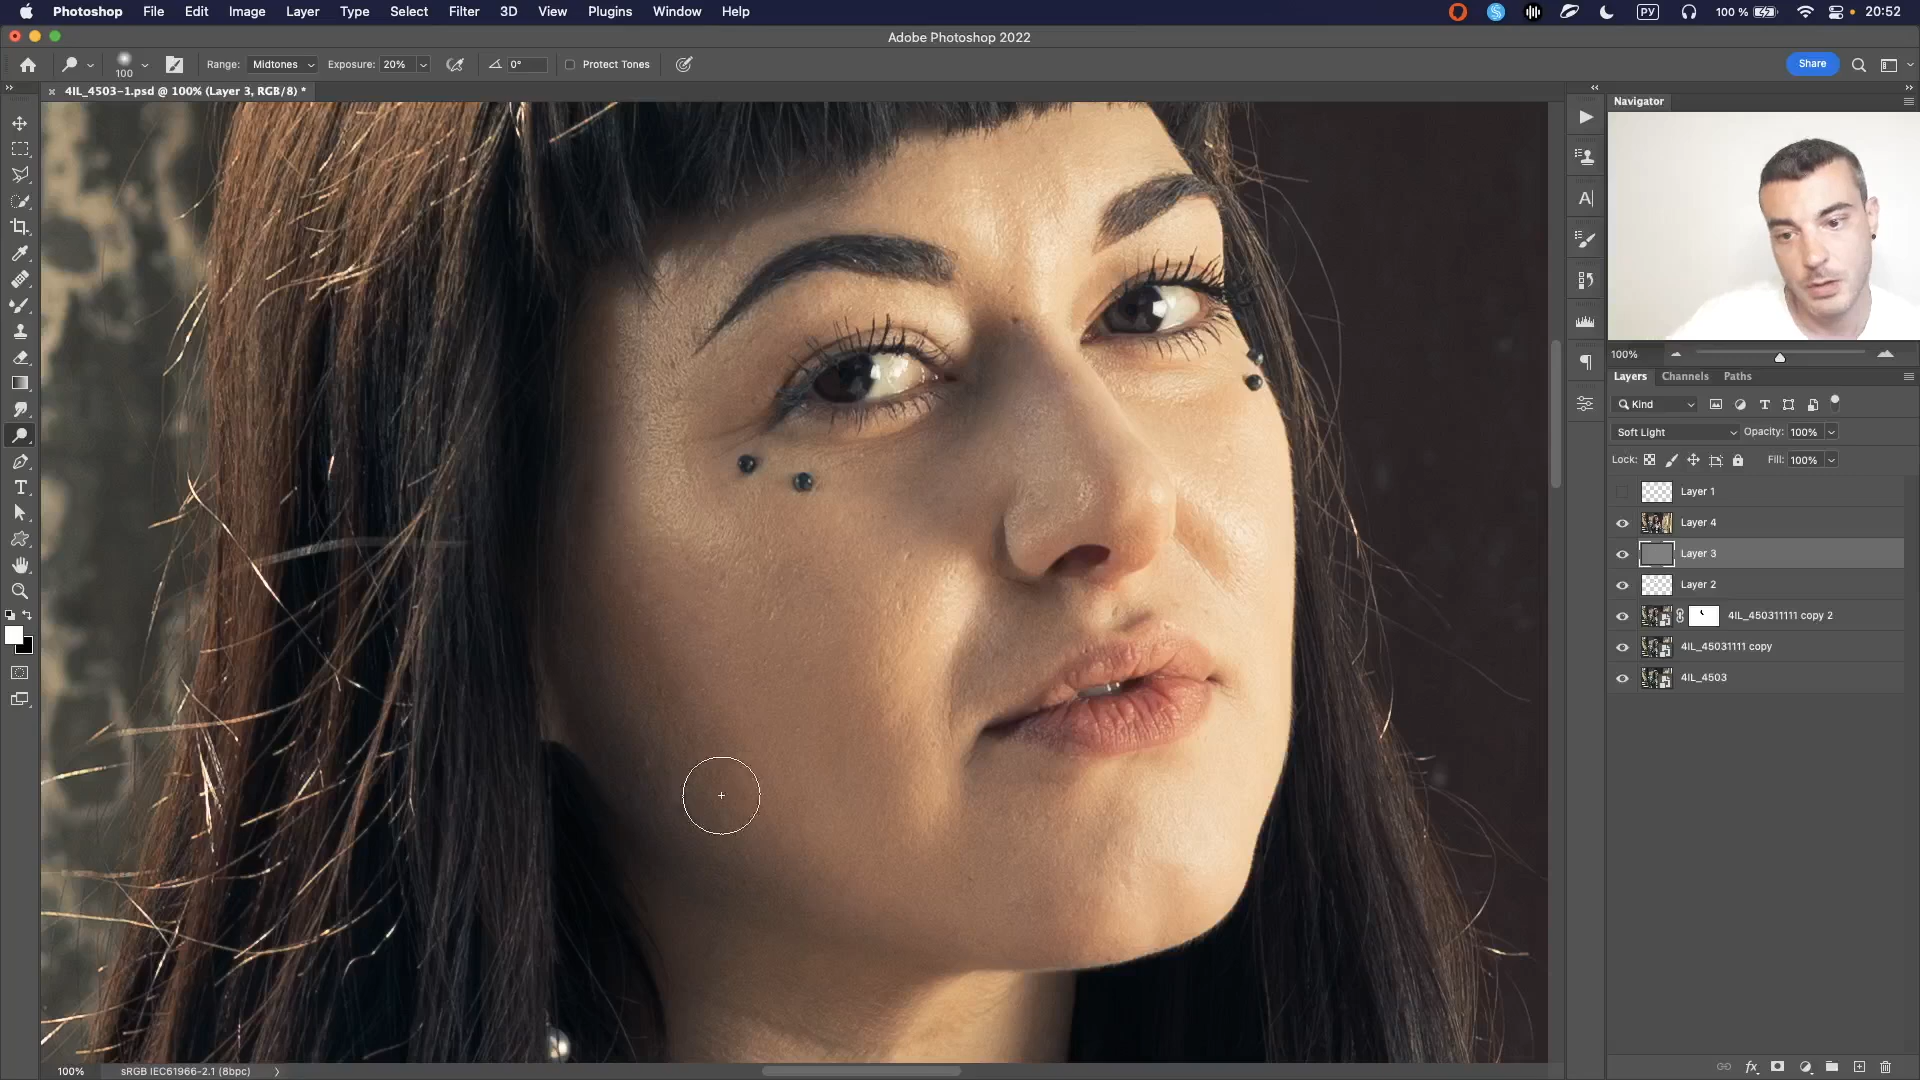 Photoshop File Edit Image Layer Type Select Filter 3D View Plugins Window Help РУ 100 % 20:52
Adobe Photoshop 2022
100 Range: Midtones Exposure: 20% 0° Protect Tones Share
4IL_4503-1.psd @ 100% (Layer 3, RGB/8) *
Navigator
100%
Layers Channels Paths
Kind
Soft Light Opacity: 100%
Lock: Fill: 100%
Layer 1
Layer 4
Layer 3
Layer 2
4IL_450311111 copy 2
4IL_45031111 copy
4IL_4503
100% sRGB IEC61966-2.1 (8bpc)